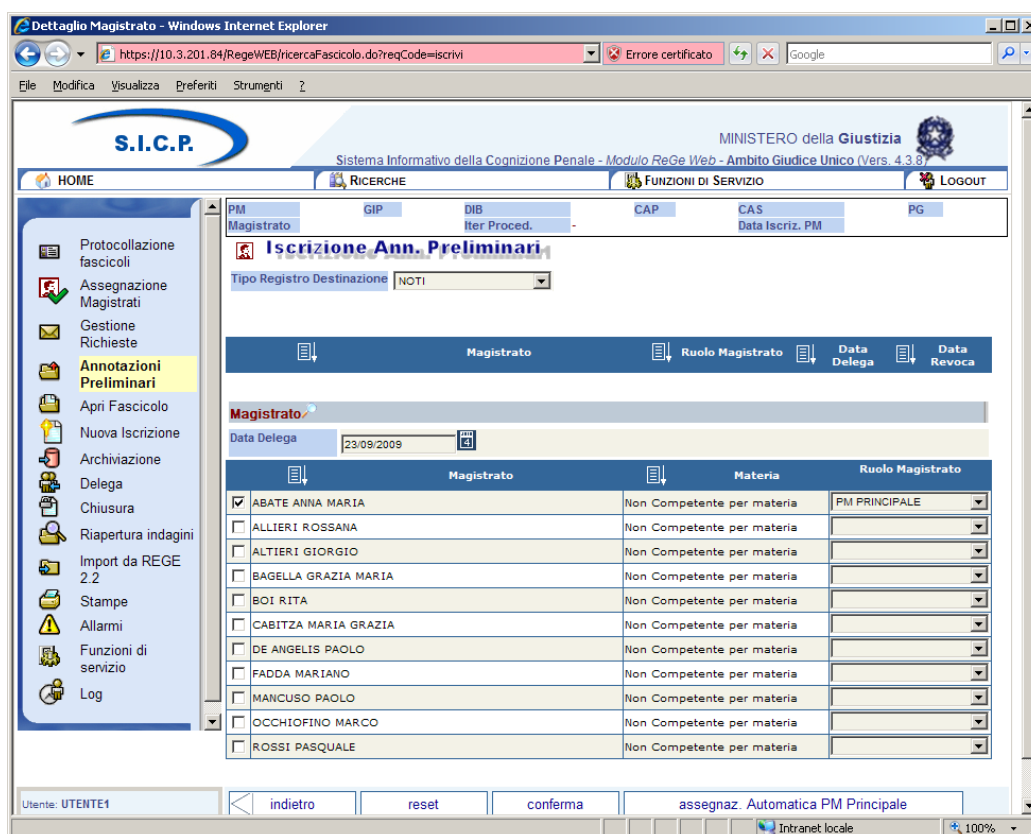 Dettaglio Magistrato - Windows Internet Explorer
https://10.3.201.84/RegeWEB/ricercaFascicolo.do?reqCode=iscrivi
Errore certificato
Google
File Modifica Visualizza Preferiti Strumenti ?
S.I.C.P.
MINISTERO della Giustizia
Sistema Informativo della Cognizione Penale - Modulo ReGe Web - Ambito Giudice Unico (Vers. 4.3.8)
HOME
RICERCHE
FUNZIONI DI SERVIZIO
LOGOUT
Protocollazione
fascicoli
Assegnazione
Magistrati
Gestione
Richieste
Annotazioni
Preliminari
Apri Fascicolo
Nuova Iscrizione
Archiviazione
Delega
Chiusura
Riapertura indagini
Import da REGE
2.2
Stampe
Allarmi
Funzioni di
servizio
Log
PM GIP DIB CAP CAS PG
Magistrato Iter Proced. - Data Iscriz. PM
Iscrizione Ann. Preliminari
Tipo Registro Destinazione NOTI
Magistrato Ruolo Magistrato Data Delega Data Revoca
Magistrato
Data Delega 23/09/2009
Magistrato Materia Ruolo Magistrato
ABATE ANNA MARIA Non Competente per materia PM PRINCIPALE
ALLIERI ROSSANA Non Competente per materia
ALTIERI GIORGIO Non Competente per materia
BAGELLA GRAZIA MARIA Non Competente per materia
BOI RITA Non Competente per materia
CABITZA MARIA GRAZIA Non Competente per materia
DE ANGELIS PAOLO Non Competente per materia
FADDA MARIANO Non Competente per materia
MANCUSO PAOLO Non Competente per materia
OCCHIOFINO MARCO Non Competente per materia
ROSSI PASQUALE Non Competente per materia
Utente: UTENTE1
indietro reset conferma assegnaz. Automatica PM Principale
Intranet locale 100%